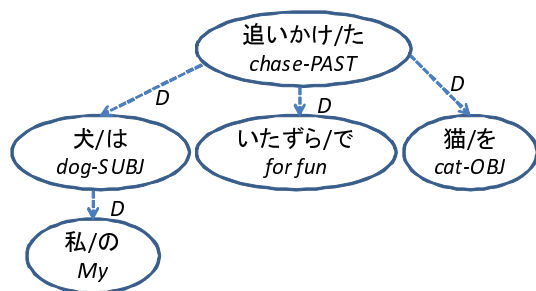 追いかけ/た
chase-PAST
D
D
D
犬/は
dog-SUBJ
いたずら/で
for fun
猫/を
cat-OBJ
D
私/の
My